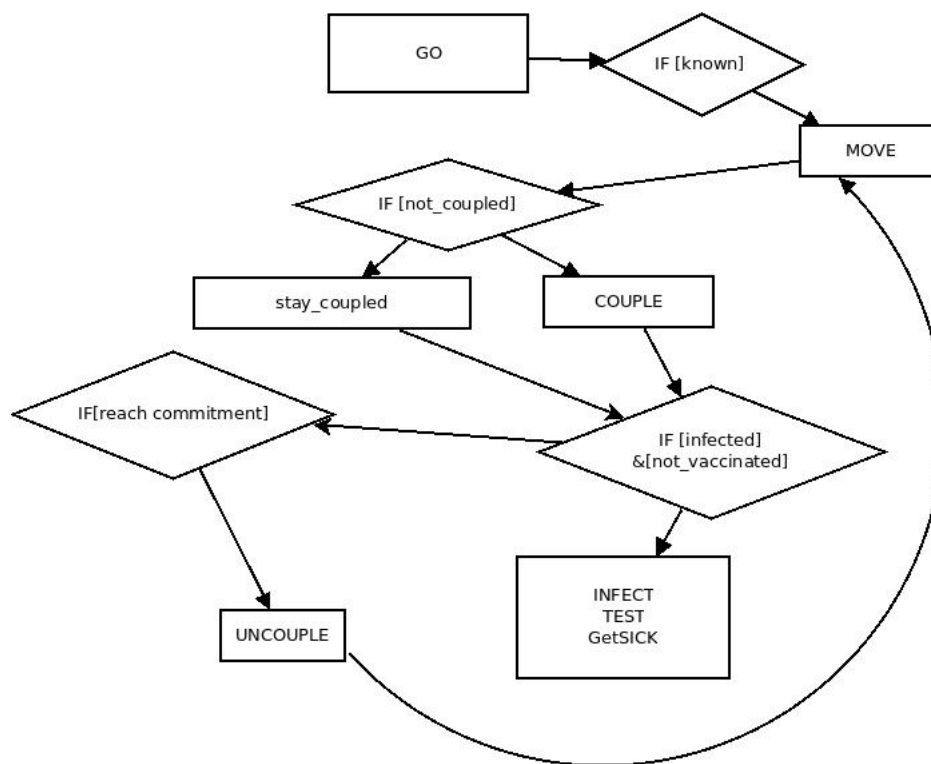 GO
IF [known]
MOVE
IF [not_coupled]
stay_coupled
COUPLE
IF[reach commitment]
IF [infected]
&[not_vaccinated]
INFECT
TEST
GetSICK
UNCOUPLE